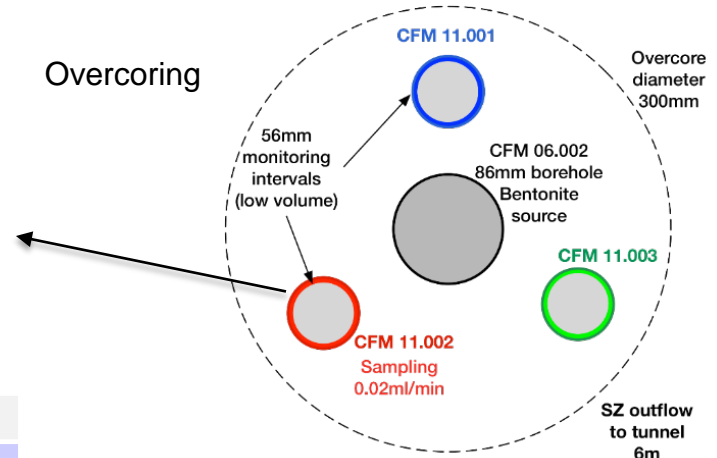 CFM 11.001
Overcoring
Overcore
diameter
300mm
56mm
monitoring
intervals
(low volume)
CFM 06.002
86mm borehole
Bentonite
source
CFM 11.003
CFM 11.002
Sampling
0.02ml/min
SZ outflow
to tunnel
6m